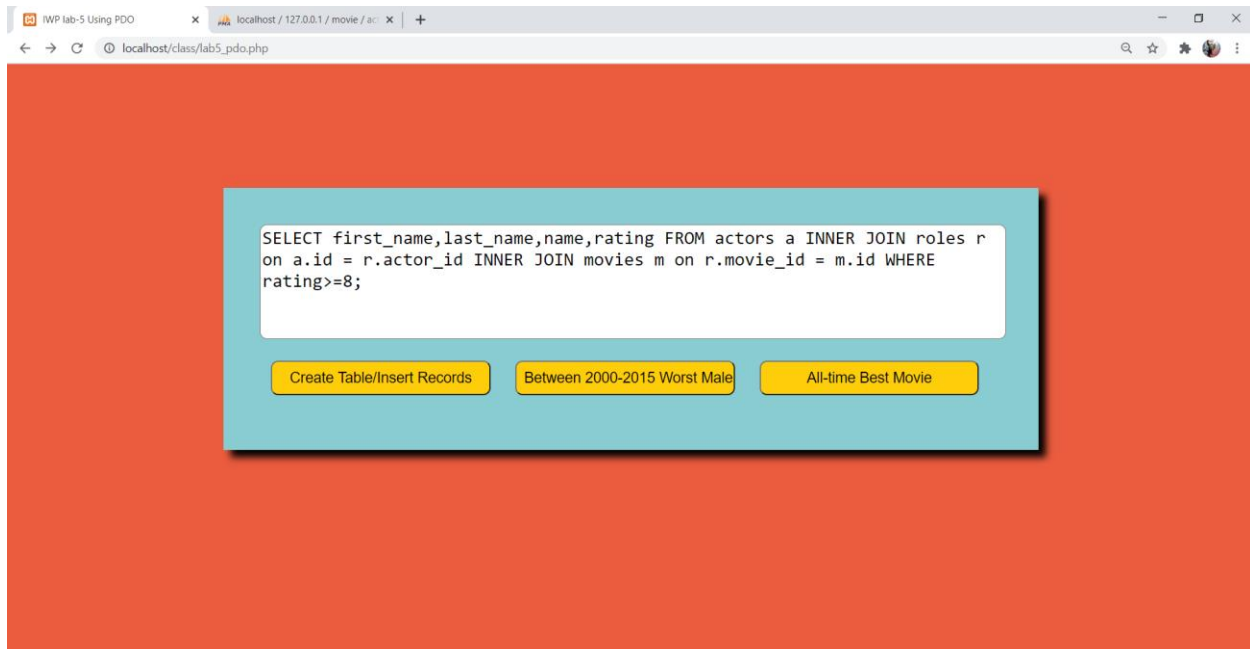 IWP lab-5 Using PDO
localhost / 127.0.0.1 / movie / ac
localhost/class/lab5_pdo.php
SELECT first_name,last_name,name,rating FROM actors a INNER JOIN roles r
on a.id = r.actor_id INNER JOIN movies m on r.movie_id = m.id WHERE
rating>=8;
Create Table/Insert Records
Between 2000-2015 Worst Male
All-time Best Movie